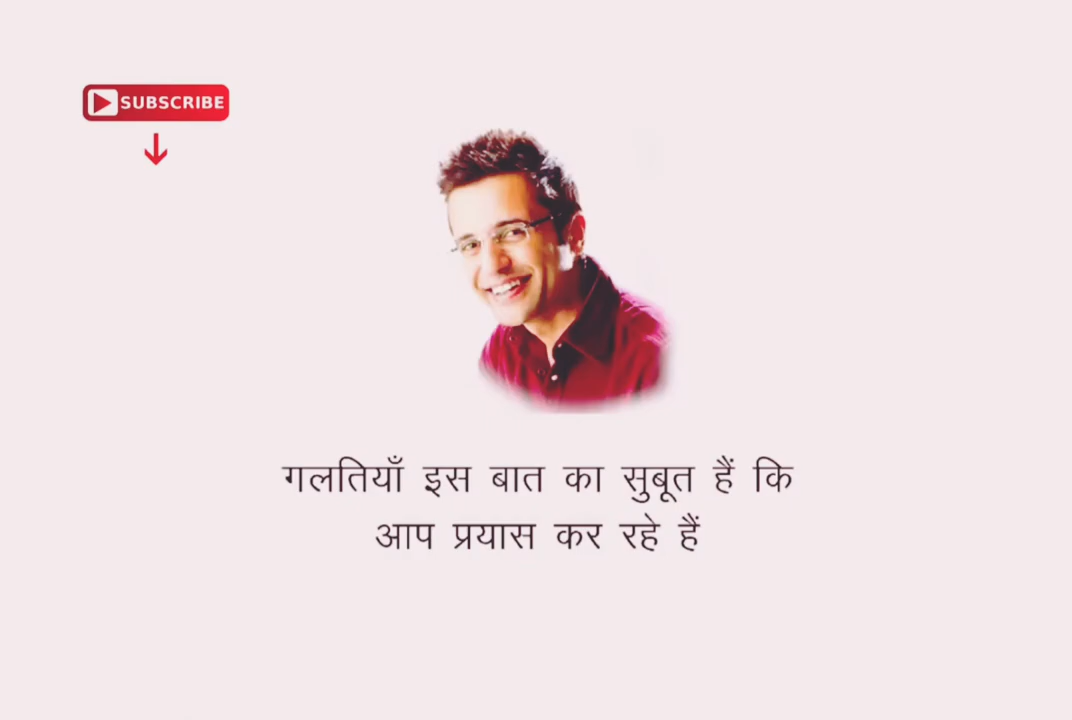 SUBSCRIBE
गलतियाँ इस बात का सुबूत हैं कि
आप प्रयास कर रहे हैं